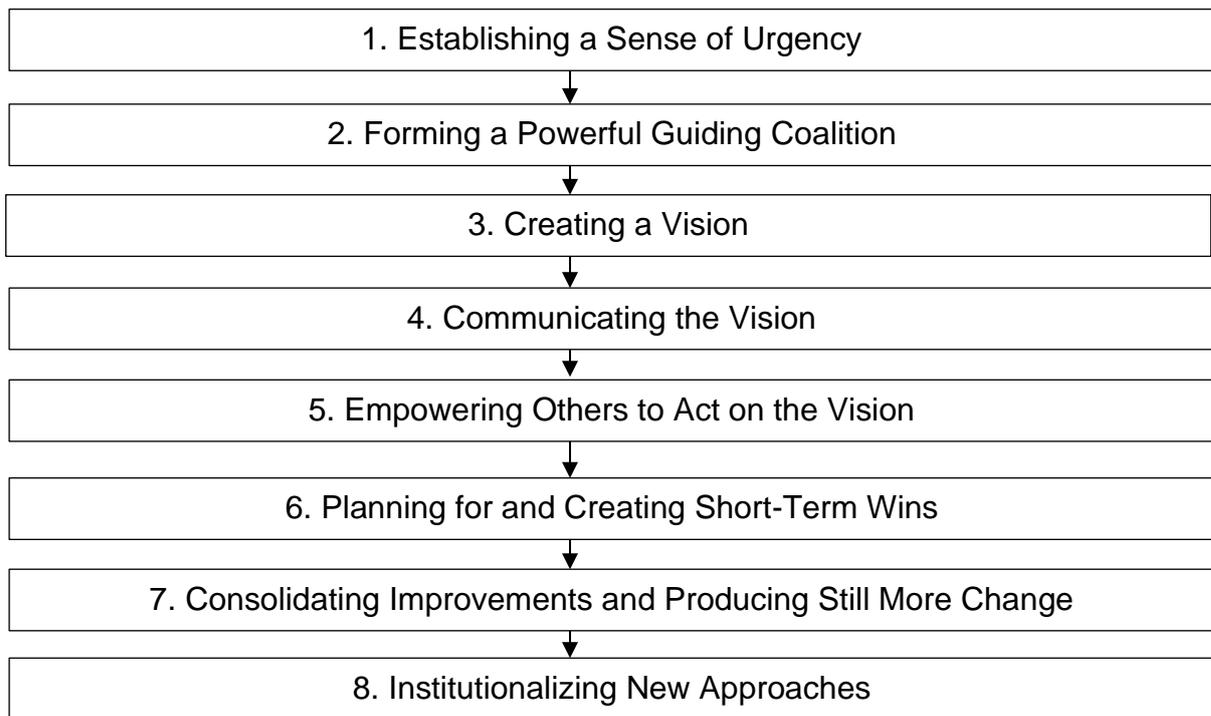 1. Establishing a Sense of Urgency
2. Forming a Powerful Guiding Coalition
3. Creating a Vision
4. Communicating the Vision
5. Empowering Others to Act on the Vision
6. Planning for and Creating Short-Term Wins
7. Consolidating Improvements and Producing Still More Change
8. Institutionalizing New Approaches